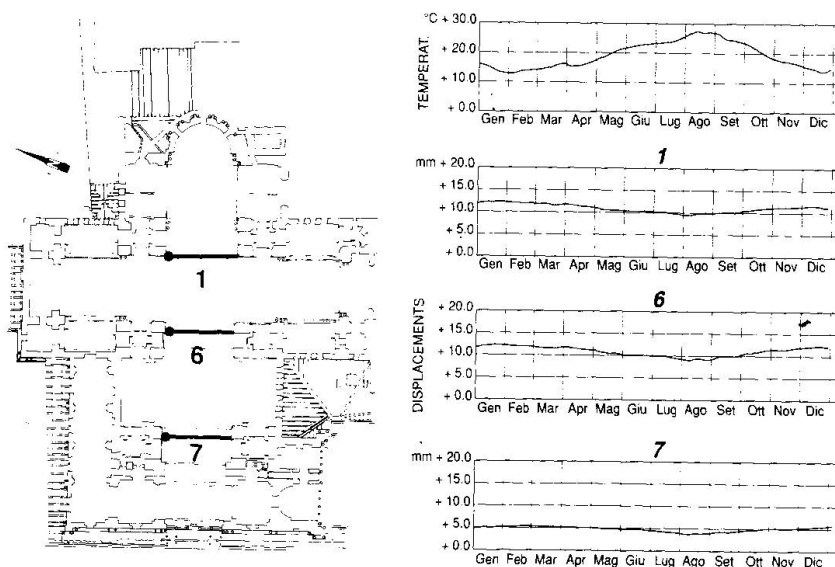 1
6
7
°C + 30.0
+ 20.0
+ 10.0
+ 0.0
TEMPERAT.
Gen Feb Mar Apr Mag Giu Lug Ago Set Ott Nov Dic
1
mm + 20.0
+ 15.0
+ 10.0
+ 5.0
+ 0.0
Gen Feb Mar Apr Mag Giu Lug Ago Set Ott Nov Dic
6
DISPLACEMENTS
+ 20.0
+ 15.0
+ 10.0
+ 5.0
+ 0.0
Gen Feb Mar Apr Mag Giu Lug Ago Set Ott Nov Dic
7
mm + 20.0
+ 15.0
+ 10.0
+ 5.0
+ 0.0
Gen Feb Mar Apr Mag Giu Lug Ago Set Ott Nov Dic